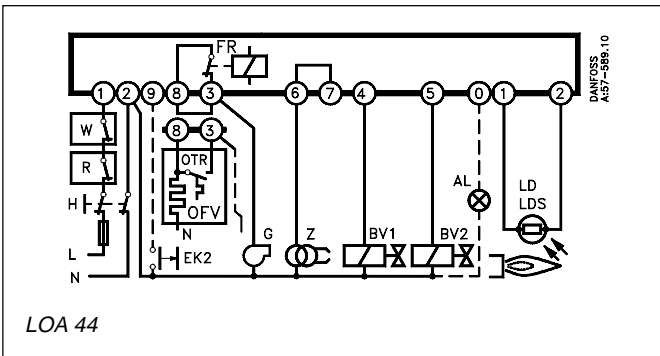 FR
DANFOSS
A:57-589.10
1 2 9 8 3 6 7 4 5 0 1 2
W
8 3
R
OTR
OFV
AL
LD
LDS
H
N
G
Z
BV1
BV2
L
EK2
N
LOA 44